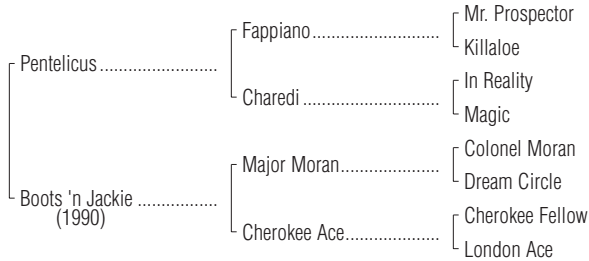 Mr. Prospector
Fappiano
Killaloe
Pentelicus
In Reality
Charedi
Magic
Colonel Moran
Major Moran
Dream Circle
Boots 'n Jackie
(1990)
Cherokee Fellow
Cherokee Ace
London Ace